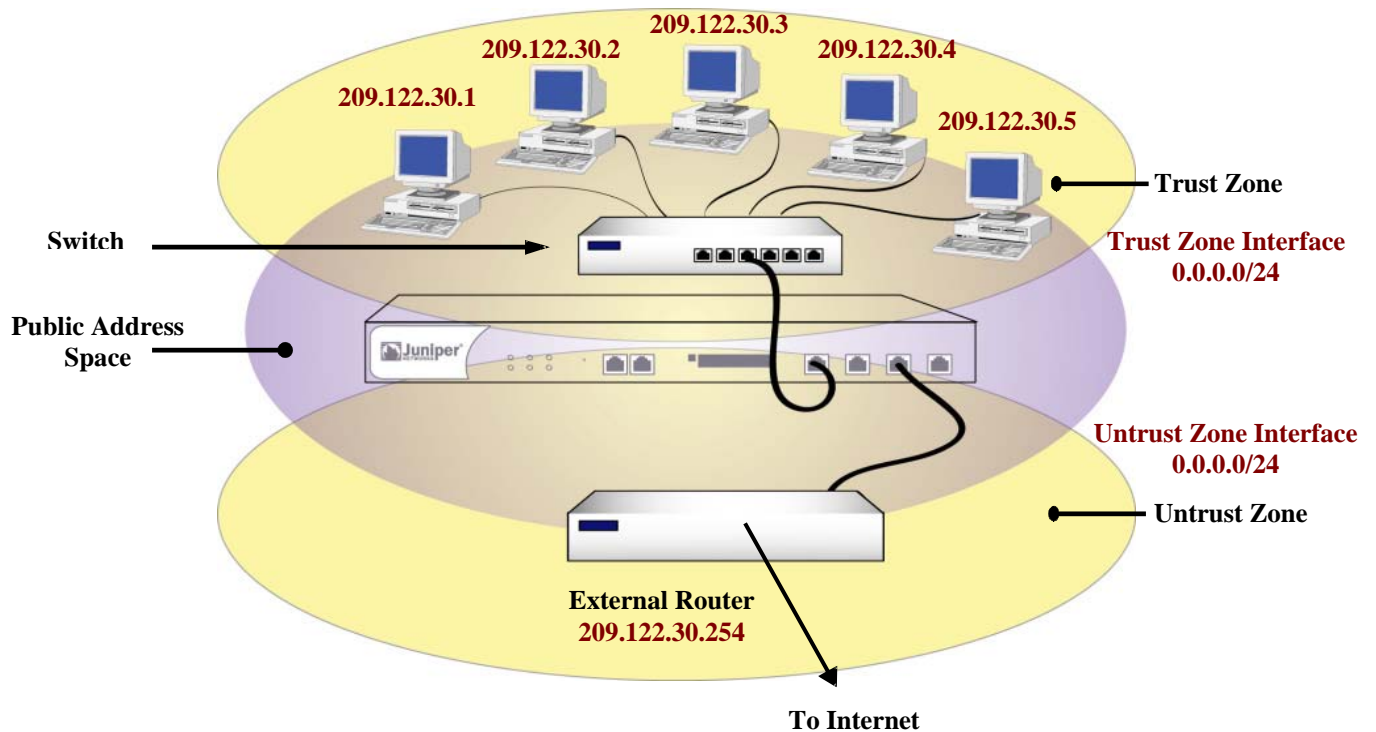 209.122.30.3
209.122.30.2
209.122.30.4
209.122.30.1
209.122.30.5
Trust Zone
Switch
Trust Zone Interface
0.0.0.0/24
Public Address
Space
Juniper
NETWORKS
Untrust Zone Interface
0.0.0.0/24
Untrust Zone
External Router
209.122.30.254
To Internet